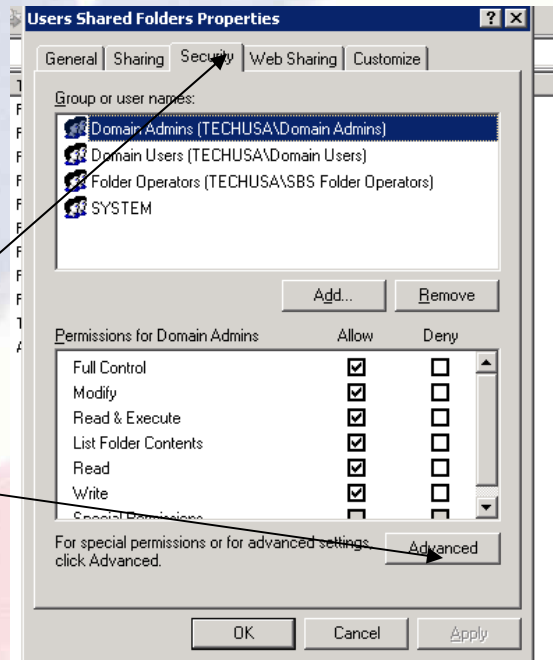 Users Shared Folders Properties
General Sharing Security Web Sharing Customize
Group or user names:
Domain Admins (TECHUSA\Domain Admins)
Domain Users (TECHUSA\Domain Users)
Folder Operators (TECHUSA\SBS Folder Operators)
SYSTEM
Add... Remove
Permissions for Domain Admins Allow Deny
Full Control
Modify
Read & Execute
List Folder Contents
Read
Write
Special Permissions
For special permissions or for advanced settings, click Advanced.
Advanced
OK Cancel Apply